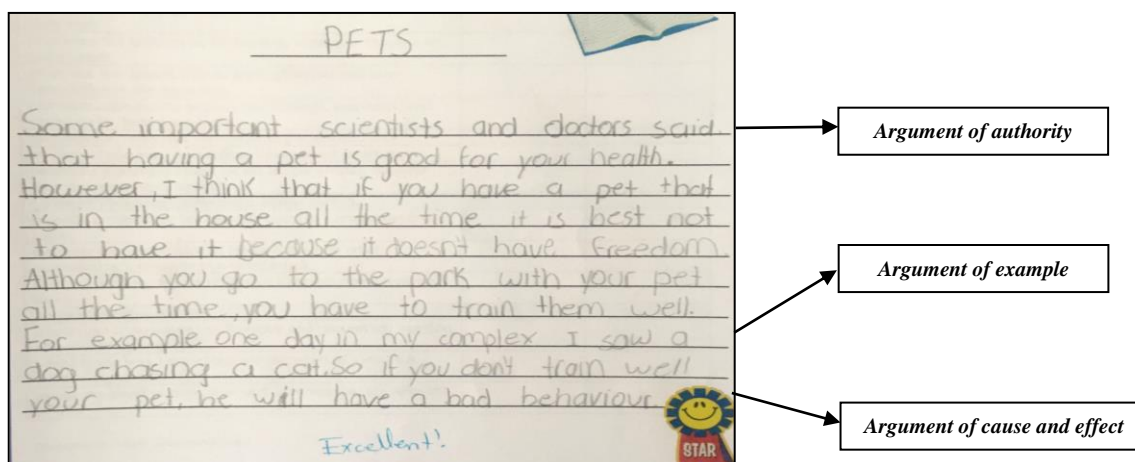 PETS
Some important scientists and doctors said
that having a pet is good for your health.
However, I think that if you have a pet that
is in the house all the time it is best not
to have it because it doesn't have freedom.
Although you go to the park with your pet
all the time, you have to train them well.
For example one day in my complex I saw a
dog chasing a cat. So if you don't train well
your pet, he will have a bad behaviour.
Excellent!
STAR
Argument of authority
Argument of example
Argument of cause and effect